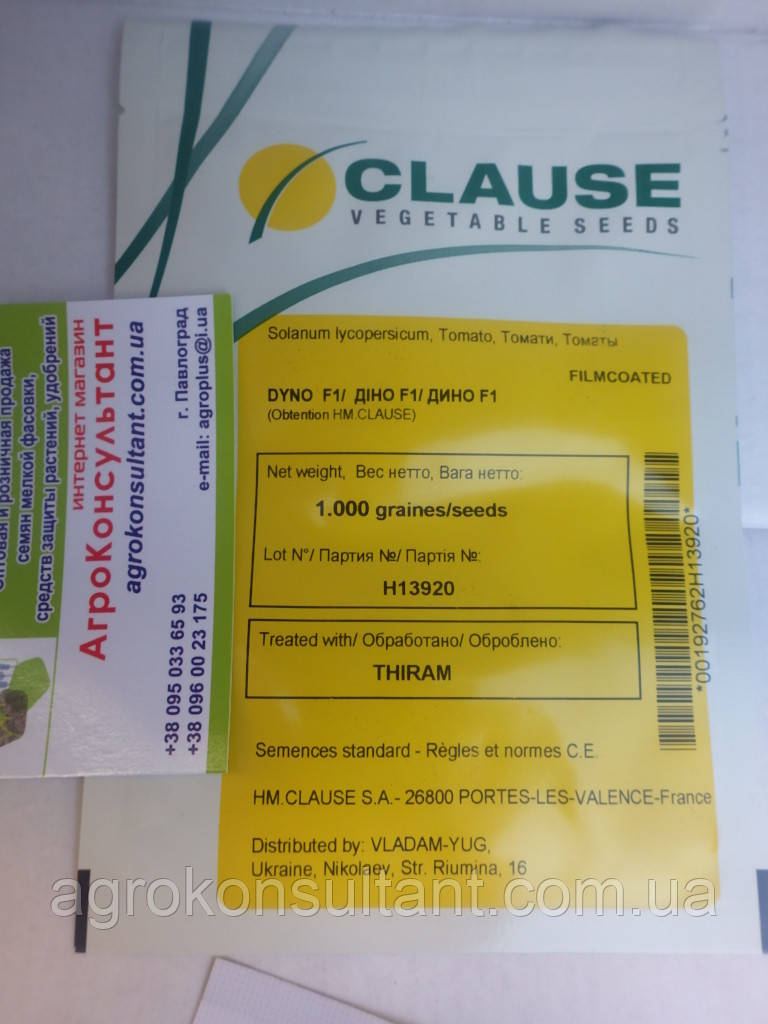 CLAUSE
VEGETABLE SEEDS
Solanum lycopersicum, Tomato, Томати, Томаты
FILMCOATED
DYNO F1/ ДІНО F1/ ДИНО F1
(Obtention HM.CLAUSE)
Net weight, Вес нетто, Вага нетто:
1.000 graines/seeds
Lot N°/ Партия №/ Партія №:
H13920
Treated with/ Обработано/ Оброблено:
THIRAM
*00192762H13920*
Semences standard - Règles et normes C.E.
HM.CLAUSE S.A.- 26800 PORTES-LES-VALENCE-France
Distributed by: VLADAM-YUG,
Ukraine, Nikolaev, Str. Riumina, 16
и розничная продажа
семян мелкой фасовки,
средств защиты растений, удобрений
интернет магазин
АгроКонсультант
agrokonsultant.com.ua
г. Павлоград
e-mail: agroplus@i.ua
+38 095 033 65 93
+38 096 00 23 175
agrokonsultant.com.ua